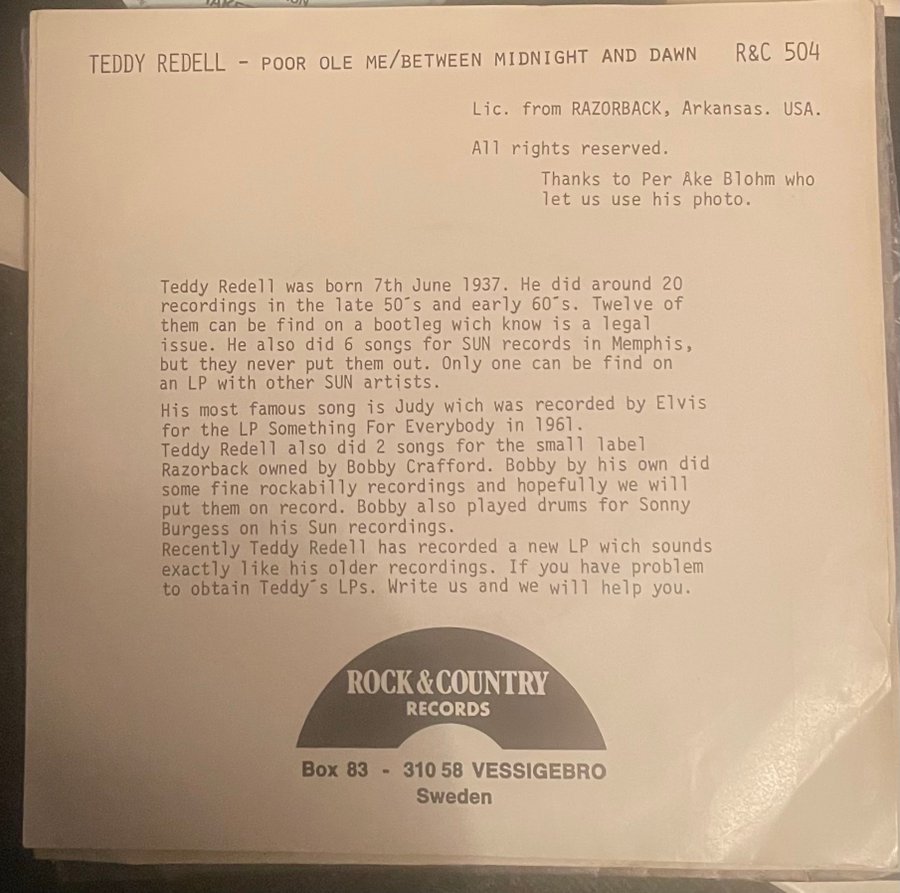 TEDDY REDELL - POOR OLE ME/BETWEEN MIDNIGHT AND DAWN R&C 504
Lic. from RAZORBACK, Arkansas. USA.
All rights reserved.
Thanks to Per Ake Blohm who
let us use his photo.
Teddy Redell was born 7th June 1937. He did around 20
recordings in the late 50´s and early 60´s. Twelve of
them can be find on a bootleg wich know is a legal
issue. He also did 6 songs for SUN records in Memphis,
but they never put them out. Only one can be find on
an LP with other SUN artists.
His most famous song is Judy wich was recorded by Elvis
for the LP Something For Everybody in 1961.
Teddy Redell also did 2 songs for the small label
Razorback owned by Bobby Crafford. Bobby by his own did
some fine rockabilly recordings and hopefully we will
put them on record. Bobby also played drums for Sonny
Burgess on his Sun recordings.
Recently Teddy Redell has recorded a new LP wich sounds
exactly like his older recordings. If you have problem
to obtain Teddy´s LPs. Write us and we will help you.
ROCK & COUNTRY
RECORDS
Box 83 - 310 58 VESSIGEBRO
Sweden